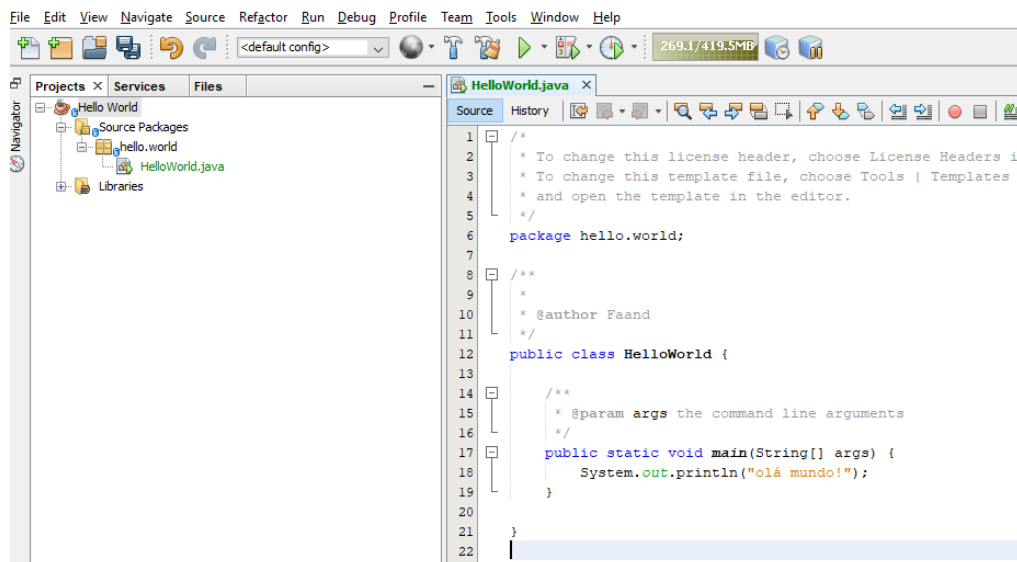 File Edit View Navigate Source Refactor Run Debug Profile Team Tools Window Help
<default config> 269.1/419.5MB
Projects × Services Files
Navigator
Hello World
Source Packages
hello.world
HelloWorld.java
Libraries
HelloWorld.java ×
Source History
1 /*
2 * To change this license header, choose License Headers i
3 * To change this template file, choose Tools | Templates
4 * and open the template in the editor.
5 */
6 package hello.world;
7
8 /**
9 *
10 * @author Faand
11 */
12 public class HelloWorld {
13
14 /**
15 * @param args the command line arguments
16 */
17 public static void main(String[] args) {
18 System.out.println("olá mundo!");
19 }
20
21 }
22